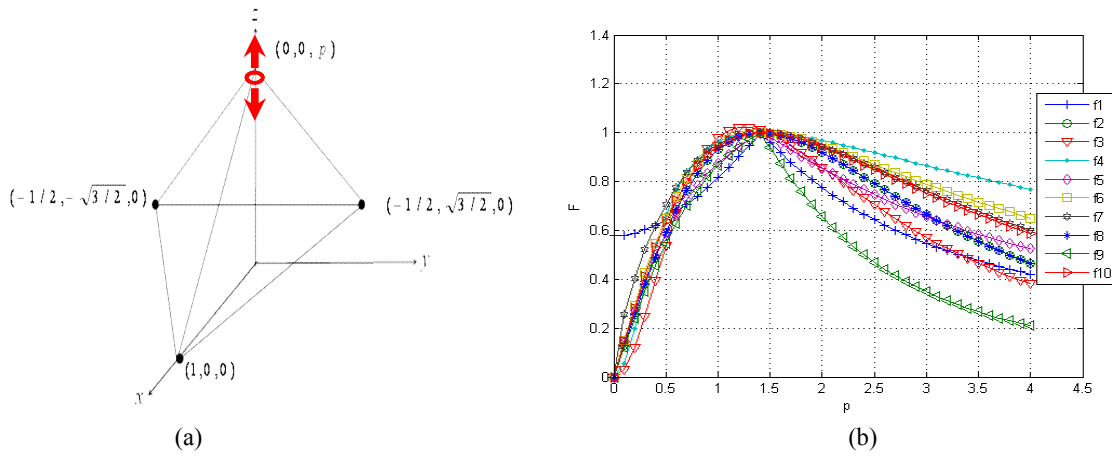 z
(0,0,p)
(-1/2,-√3/2,0)
(-1/2,√3/2,0)
y
(1,0,0)
x
(a)
1.4
1.2
1
0.8
0.6
0.4
0.2
0
F
0 0.5 1 1.5 2 2.5 3 3.5 4 4.5
p
f1
f2
f3
f4
f5
f6
f7
f8
f9
f10
(b)